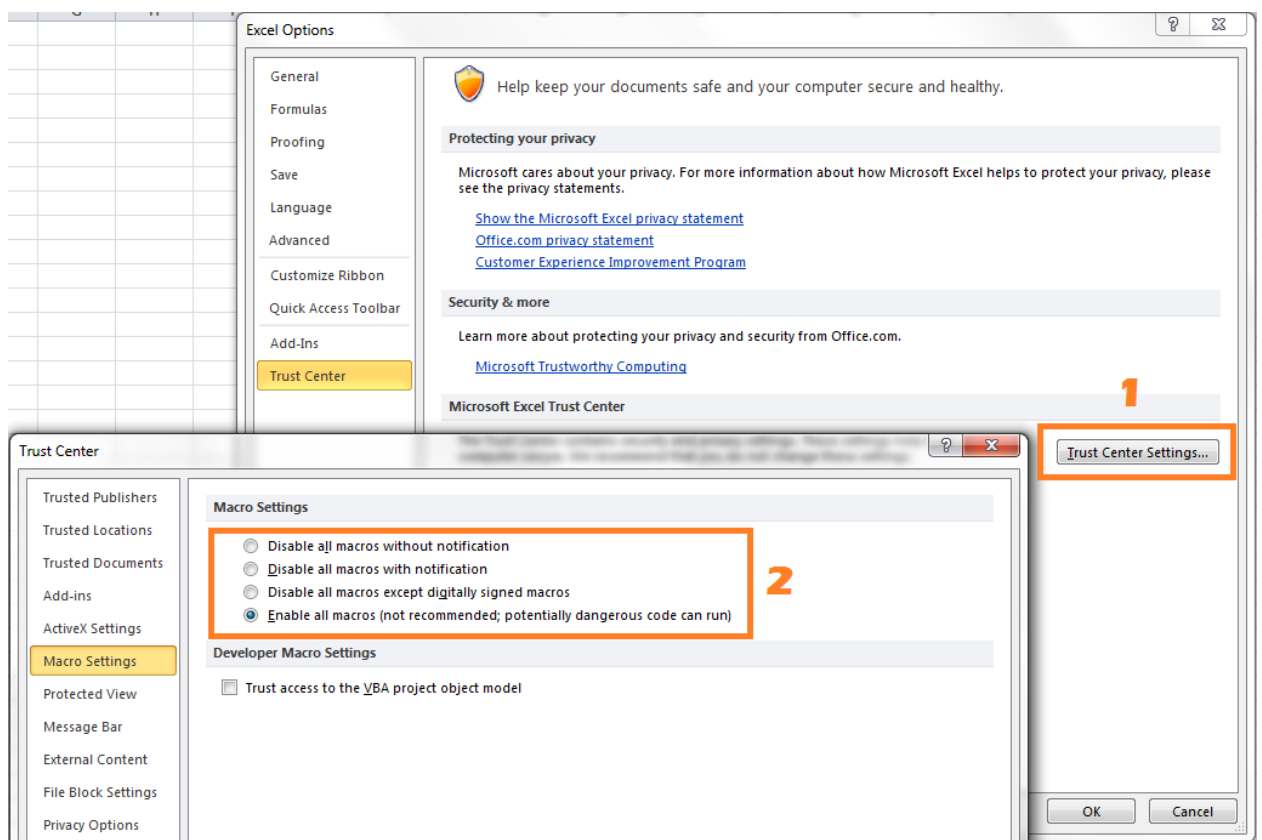 Excel Options
General
Formulas
Proofing
Save
Language
Advanced
Customize Ribbon
Quick Access Toolbar
Add-Ins
Trust Center
Help keep your documents safe and your computer secure and healthy.
Protecting your privacy
Microsoft cares about your privacy. For more information about how Microsoft Excel helps to protect your privacy, please
see the privacy statements.
Show the Microsoft Excel privacy statement
Office.com privacy statement
Customer Experience Improvement Program
Security & more
Learn more about protecting your privacy and security from Office.com.
Microsoft Trustworthy Computing
Microsoft Excel Trust Center
1
Trust Center Settings...
Trust Center
Trusted Publishers
Trusted Locations
Trusted Documents
Add-ins
ActiveX Settings
Macro Settings
Protected View
Message Bar
External Content
File Block Settings
Privacy Options
Macro Settings
Disable all macros without notification
Disable all macros with notification
Disable all macros except digitally signed macros
Enable all macros (not recommended; potentially dangerous code can run)
2
Developer Macro Settings
Trust access to the VBA project object model
OK
Cancel